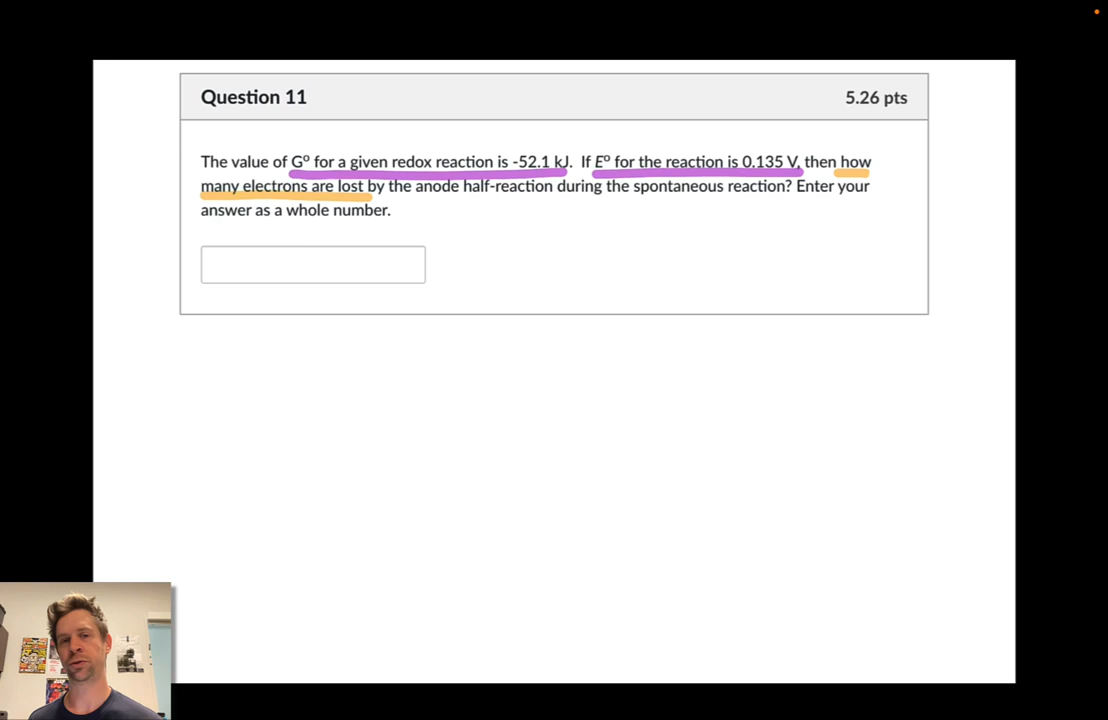 Question 11
5.26 pts
The value of Gº for a given redox reaction is -52.1 kJ.  If Eº for the reaction is 0.135 V, then how
many electrons are lost by the anode half-reaction during the spontaneous reaction? Enter your
answer as a whole number.